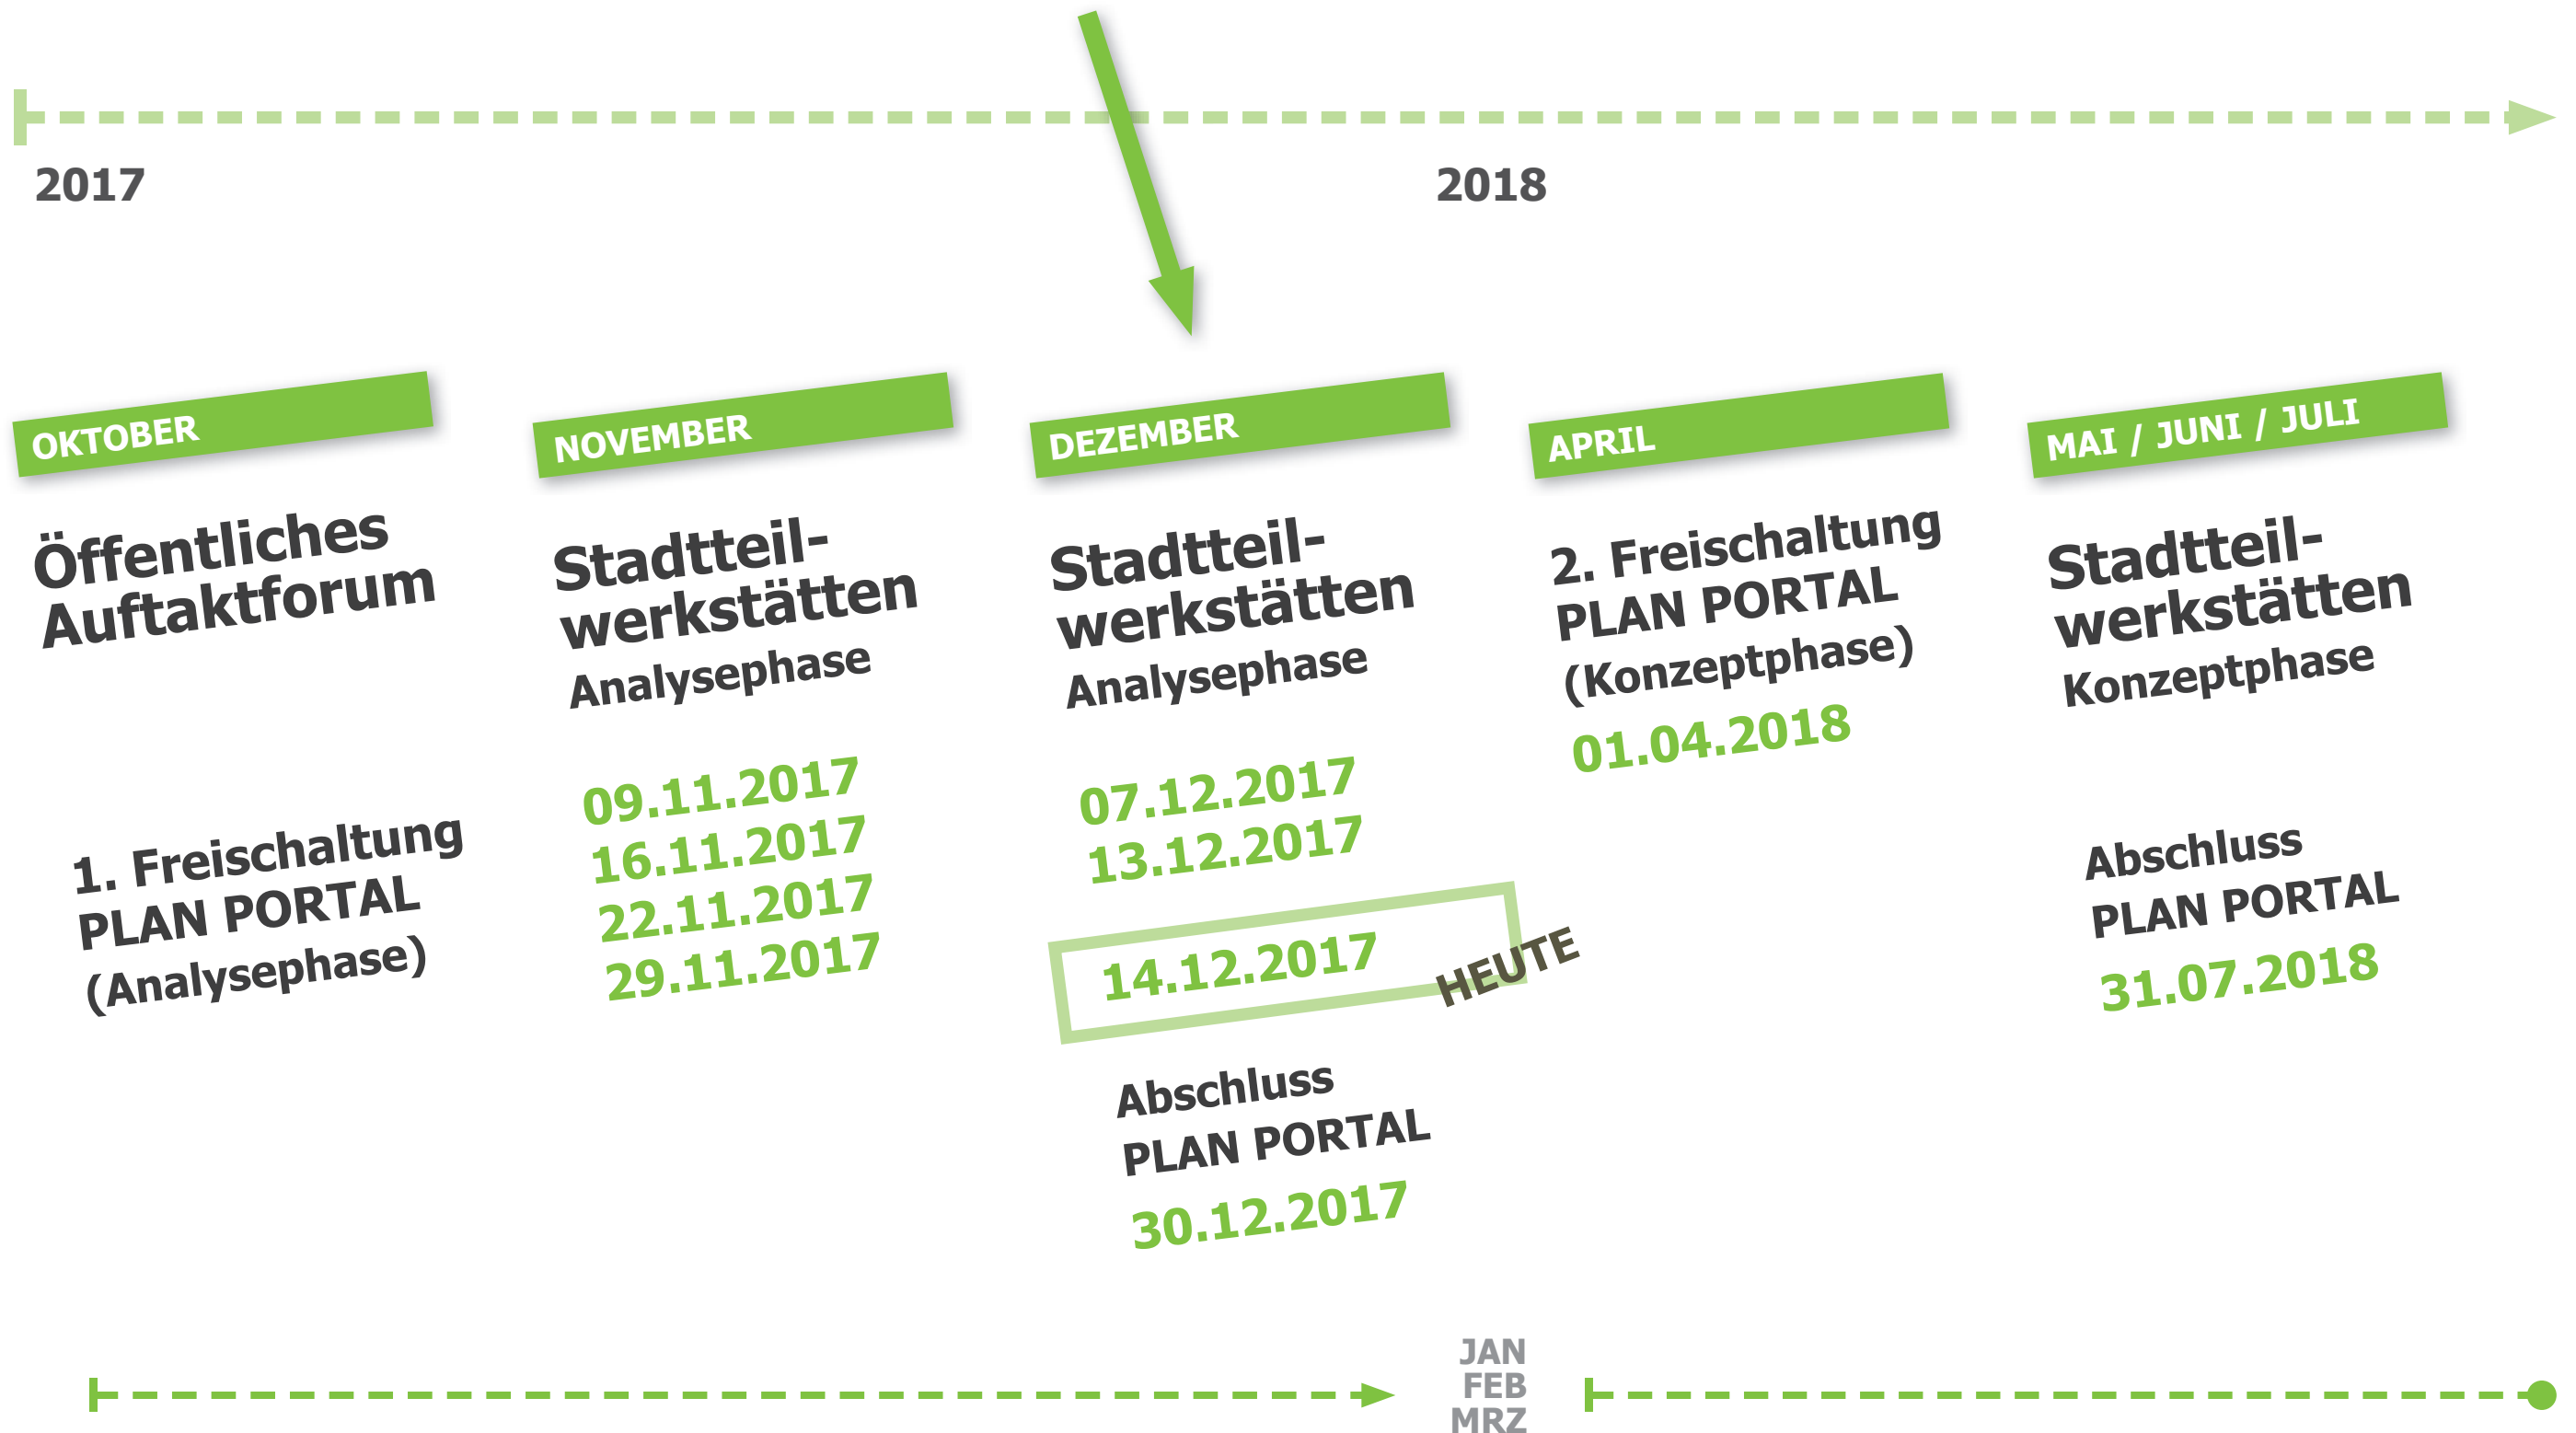 2017
2018
OKTOBER
Öffentliches
Auftaktforum
1. Freischaltung
PLAN PORTAL
(Analysephase)
NOVEMBER
Stadtteil-
werkstätten
Analysephase
09.11.2017
16.11.2017
22.11.2017
29.11.2017
DEZEMBER
Stadtteil-
werkstätten
Analysephase
07.12.2017
13.12.2017
14.12.2017
HEUTE
Abschluss
PLAN PORTAL
30.12.2017
APRIL
2. Freischaltung
PLAN PORTAL
(Konzeptphase)
01.04.2018
MAI / JUNI / JULI
Stadtteil-
werkstätten
Konzeptphase
Abschluss
PLAN PORTAL
31.07.2018
JAN
FEB
MRZ